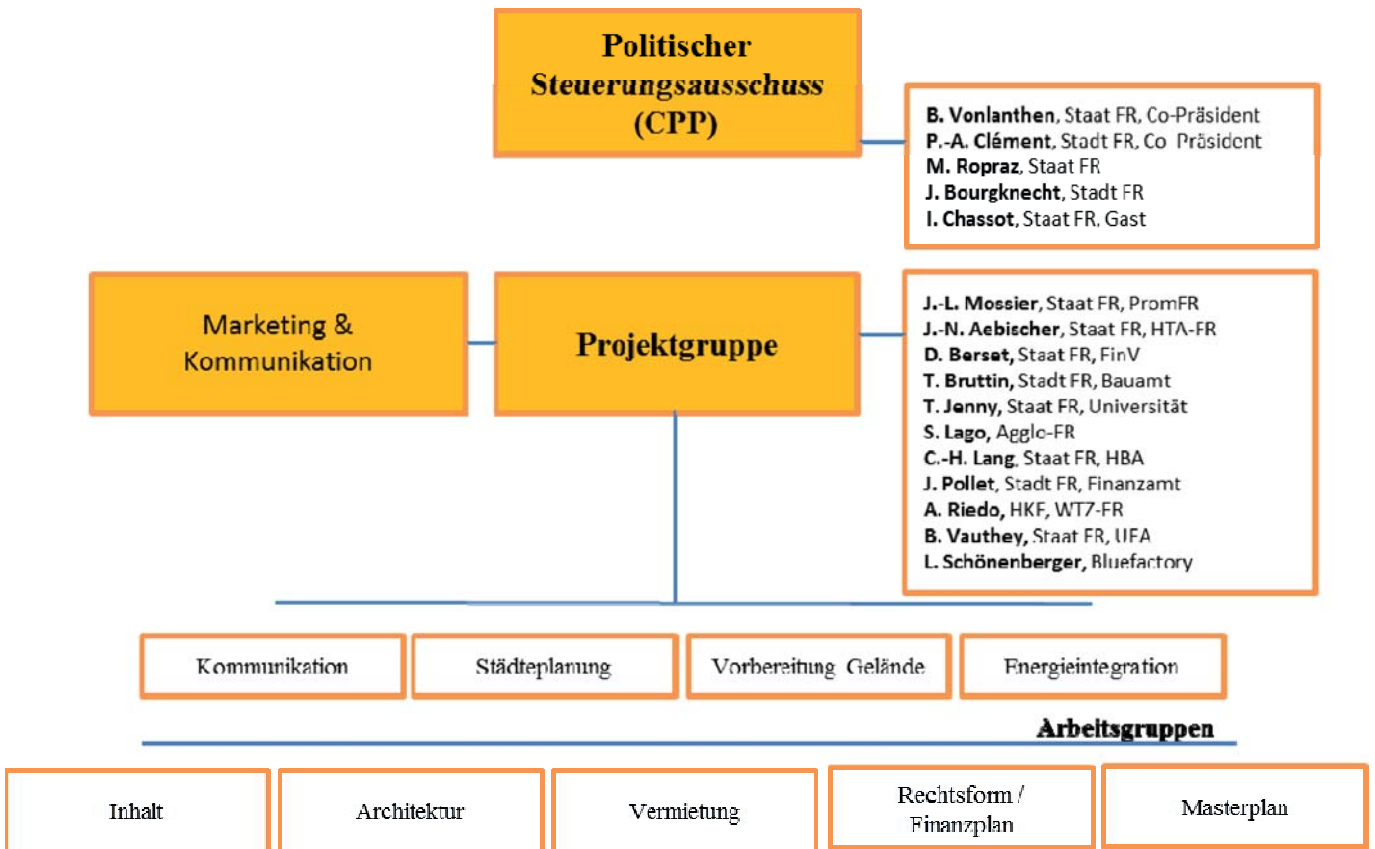 Politischer
Steuerungsausschuss
(CPP)
B. Vonlanthen, Staat FR, Co-Präsident
P.-A. Clément, Stadt FR, Co Präsident
M. Ropraz, Staat FR
J. Bourgknecht, Stadt FR
I. Chassot, Staat FR, Gast
Marketing &
Kommunikation
Projektgruppe
J.-L. Mossier, Staat FR, PromFR
J.-N. Aebischer, Staat FR, HTA-FR
D. Berset, Staat FR, FinV
T. Bruttin, Stadt FR, Bauamt
T. Jenny, Staat FR, Universität
S. Lago, Agglo-FR
C.-H. Lang, Staat FR, HBA
J. Pollet, Stadt FR, Finanzamt
A. Riedo, HKF, WTZ-FR
B. Vauthey, Staat FR, UEA
L. Schönenberger, Bluefactory
Kommunikation
Städteplanung
Vorbereitung Gelände
Energieintegration
Arbeitsgruppen
Inhalt
Architektur
Vermietung
Rechtsform /
Finanzplan
Masterplan